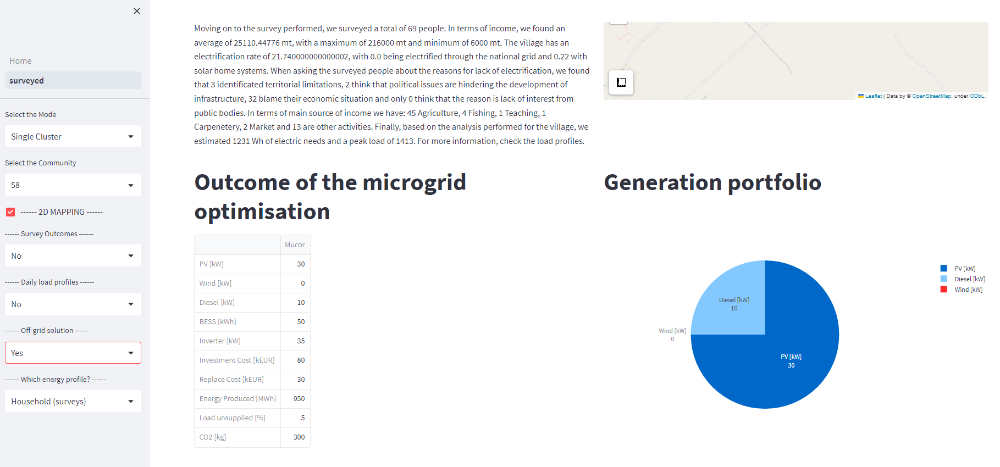 Home
surveyed
Select the Mode
Single Cluster
Select the Community
58
------ 2D MAPPING ------
------ Survey Outcomes ------
No
------ Daily load profiles ------
No
------ Off-grid solution ------
Yes
------ Which energy profile? ------
Household (surveys)
Moving on to the survey performed, we surveyed a total of 69 people. In terms of income, we found an
average of 25110.44776 mt, with a maximum of 216000 mt and minimum of 6000 mt. The village has an
electrification rate of 21.740000000000002, with 0.0 being electrified through the national grid and 0.22 with
solar home systems. When asking the surveyed people about the reasons for lack of electrification, we found
that 3 identificated territorial limitations, 2 think that political issues are hindering the development of
infrastructure, 32 blame their economic situation and only 0 think that the reason is lack of interest from
public bodies. In terms of main source of income we have: 45 Agriculture, 4 Fishing, 1 Teaching, 1
Carpenetery, 2 Market and 13 are other activities. Finally, based on the analysis performed for the village, we
estimated 1231 Wh of electric needs and a peak load of 1413. For more information, check the load profiles.
Leaflet | Data by © OpenStreetMap, under ODbL.
Outcome of the microgrid
optimisation
Mucor
PV [kW] 30
Wind [kW] 0
Diesel [kW] 10
BESS [kWh] 50
Inverter [kW] 35
Investment Cost [kEUR] 80
Replace Cost [kEUR] 30
Energy Produced [MWh] 950
Load unsupplied [%] 5
CO2 [kg] 300
Generation portfolio
Diesel [kW]
10
Wind [kW]
0
PV [kW]
30
PV [kW]
Diesel [kW]
Wind [kW]